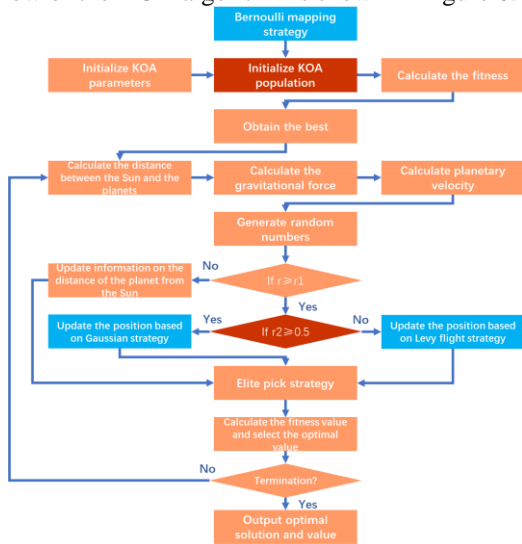 Bernoulli mapping
strategy
Initialize KOA
parameters
Initialize KOA
population
Calculate the fitness
Obtain the best
Calculate the distance
between the Sun and the
planets
Calculate the
gravitational force
Calculate planetary
velocity
Generate random
numbers
No
If r≥r1
Update information on the
distance of the planet from
the Sun
Yes
Yes
If r2≥0.5
No
Update the position based
on Gaussian strategy
Update the position based
on Levy flight strategy
Elite pick strategy
Calculate the fitness value
and select the optimal
value
No
Termination?
Yes
Output optimal
solution and value